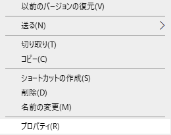 以前のバージョンの復元(V)
送る(N)
切り取り(T)
コピー(C)
ショートカットの作成(S)
削除(D)
名前の変更(M)
プロパティ(R)